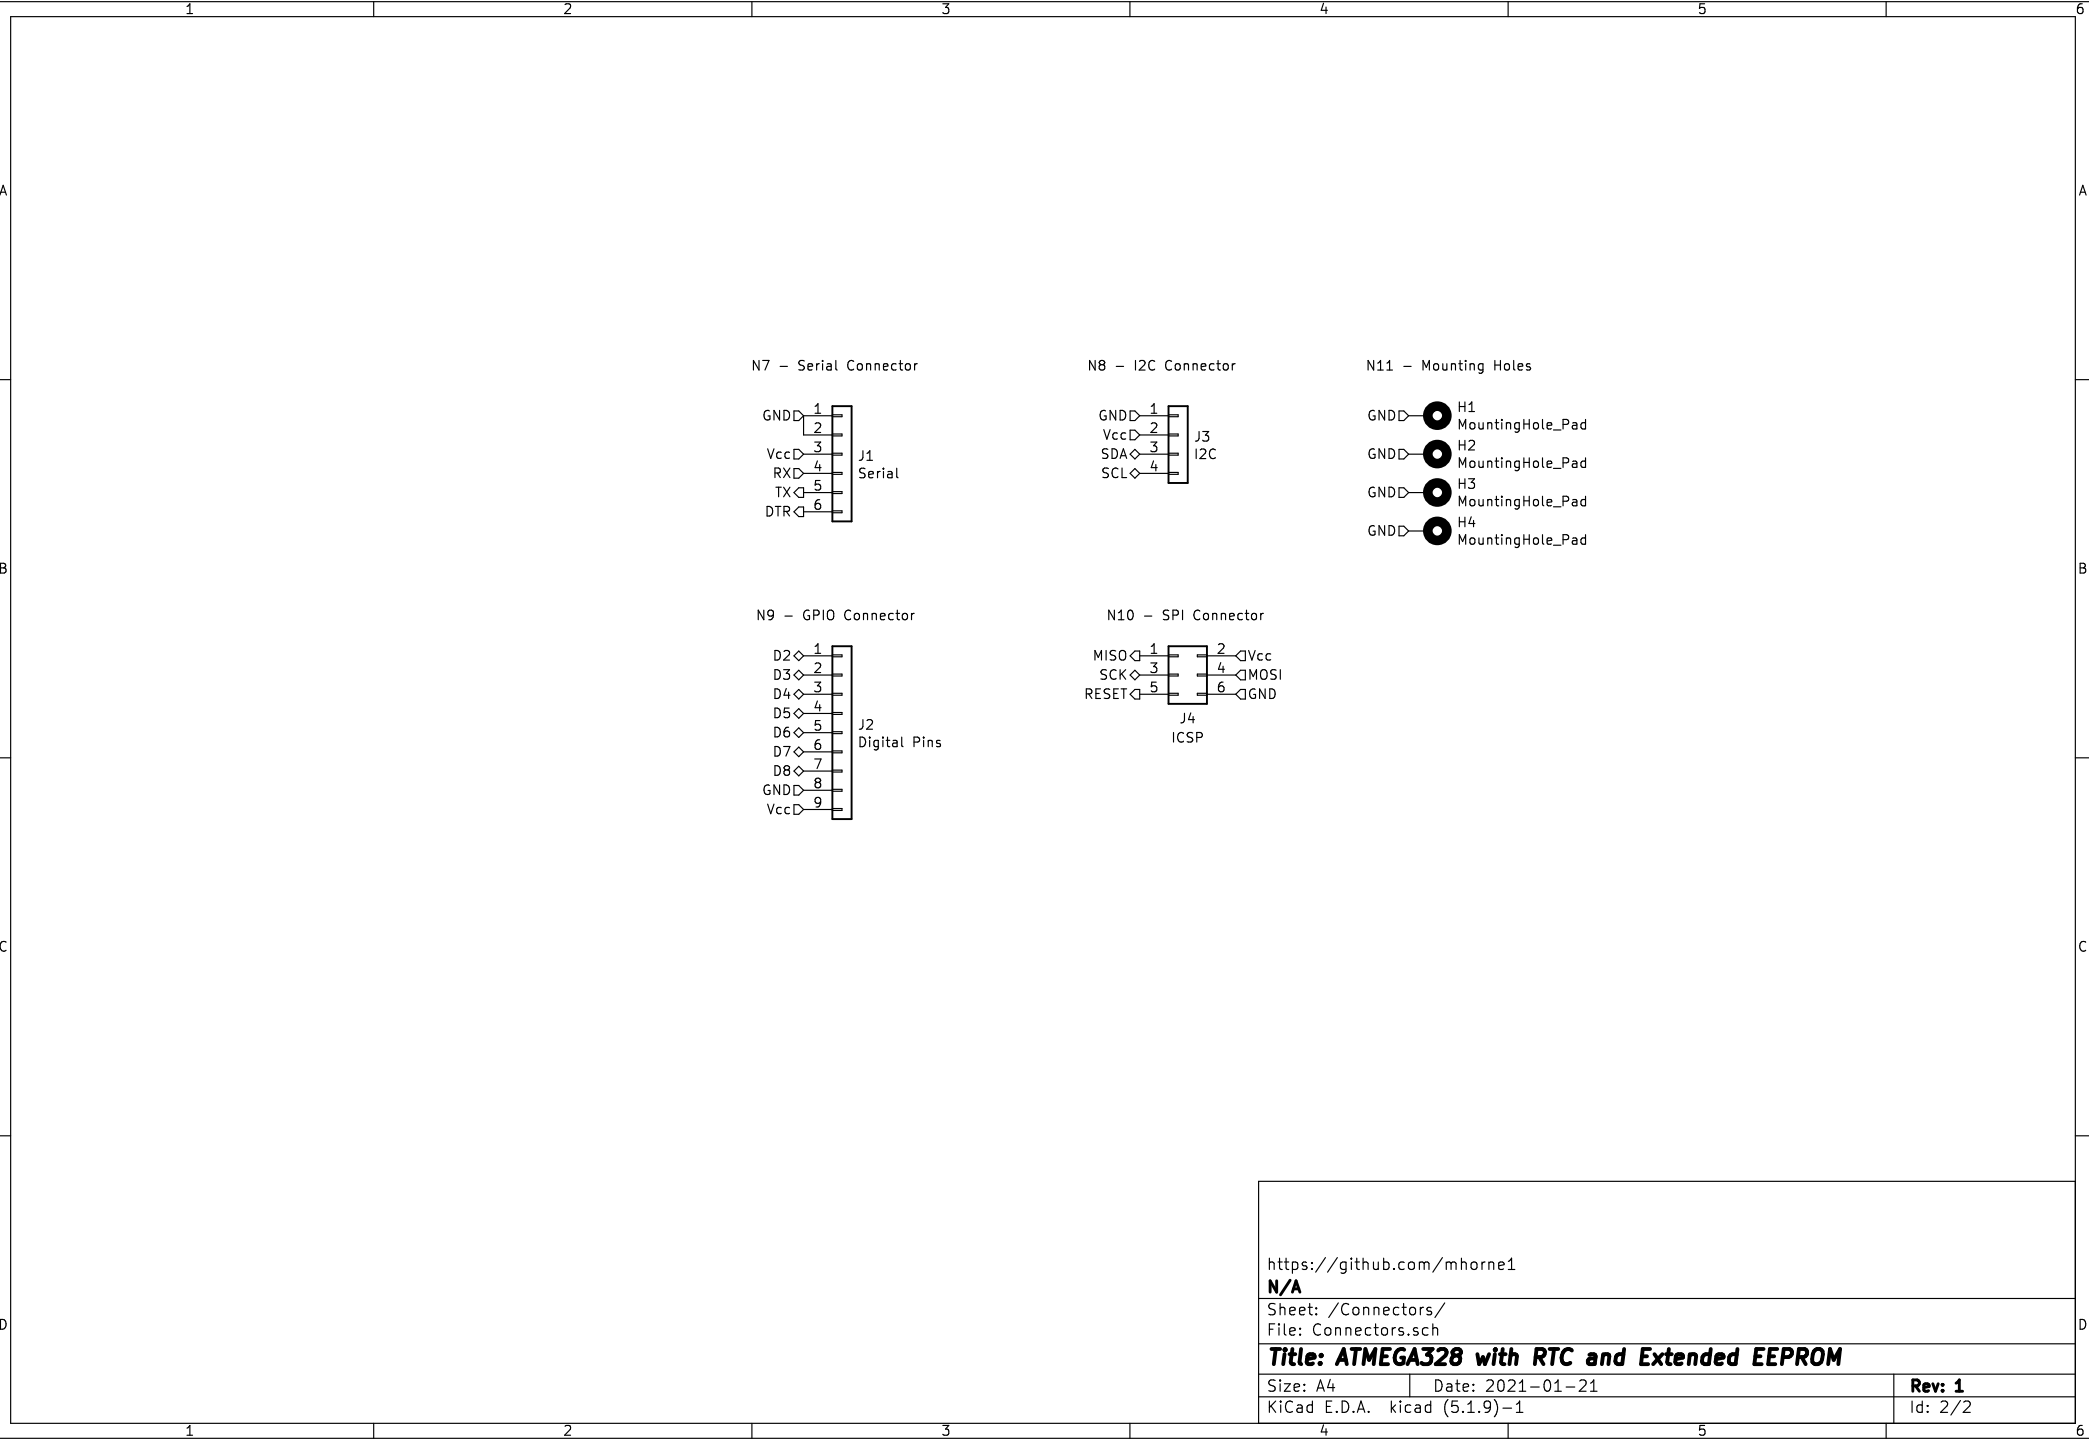 1 2 3 4 5 6
A A
N7 – Serial Connector
GND 1
2
Vcc 3
RX 4
TX 5
DTR 6
J1
Serial
N8 – I2C Connector
GND 1
Vcc 2
SDA 3
SCL 4
J3
I2C
N11 – Mounting Holes
GND H1
MountingHole_Pad
GND H2
MountingHole_Pad
GND H3
MountingHole_Pad
GND H4
MountingHole_Pad
B B
N9 – GPIO Connector
D2 1
D3 2
D4 3
D5 4
D6 5
D7 6
D8 7
GND 8
Vcc 9
J2
Digital Pins
N10 – SPI Connector
MISO 1 2 Vcc
SCK 3 4 MOSI
RESET 5 6 GND
J4
ICSP
C C
https://github.com/mhorne1
N/A
Sheet: /Connectors/
File: Connectors.sch
D D
Title: ATMEGA328 with RTC and Extended EEPROM
Size: A4 Date: 2021-01-21 Rev: 1
KiCad E.D.A. kicad (5.1.9)-1 Id: 2/2
1 2 3 4 5 6